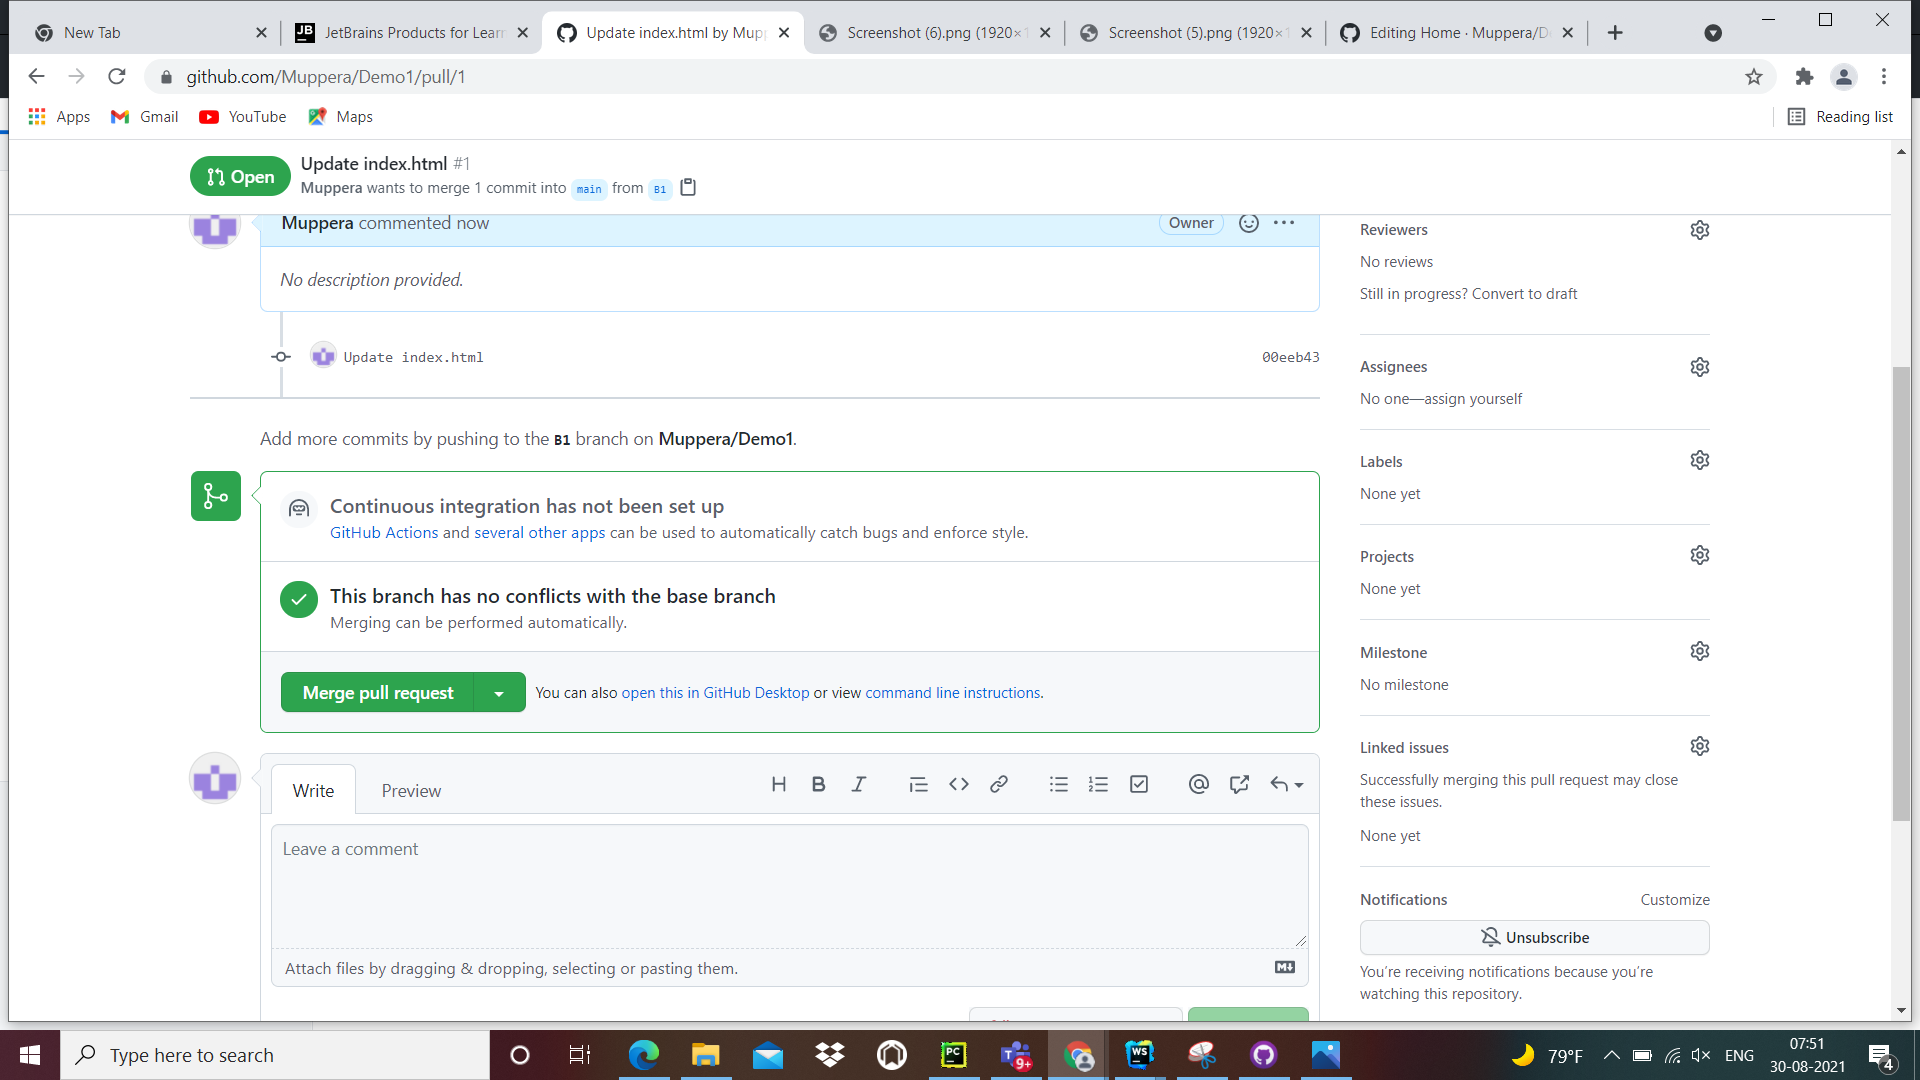 New Tab
JetBrains Products for Lear
Update index.html by Mup
Screenshot (6).png (1920×1
Screenshot (5).png (1920×1
Editing Home · Muppera/D
github.com/Muppera/Demo1/pull/1
Apps
Gmail
YouTube
Maps
Reading list
Open
Update index.html #1
Muppera wants to merge 1 commit into main from B1
Muppera commented now
Owner
No description provided.
Update index.html
00eeb43
Add more commits by pushing to the B1 branch on Muppera/Demo1.
Continuous integration has not been set up
GitHub Actions and several other apps can be used to automatically catch bugs and enforce style.
This branch has no conflicts with the base branch
Merging can be performed automatically.
Merge pull request
You can also open this in GitHub Desktop or view command line instructions.
Write
Preview
Leave a comment
Attach files by dragging & dropping, selecting or pasting them.
Reviewers
No reviews
Still in progress? Convert to draft
Assignees
No one—assign yourself
Labels
None yet
Projects
None yet
Milestone
No milestone
Linked issues
Successfully merging this pull request may close
these issues.
None yet
Notifications
Customize
Unsubscribe
You're receiving notifications because you're
watching this repository.
Type here to search
PC
9+
WS
79°F
ENG
07:51
30-08-2021
4